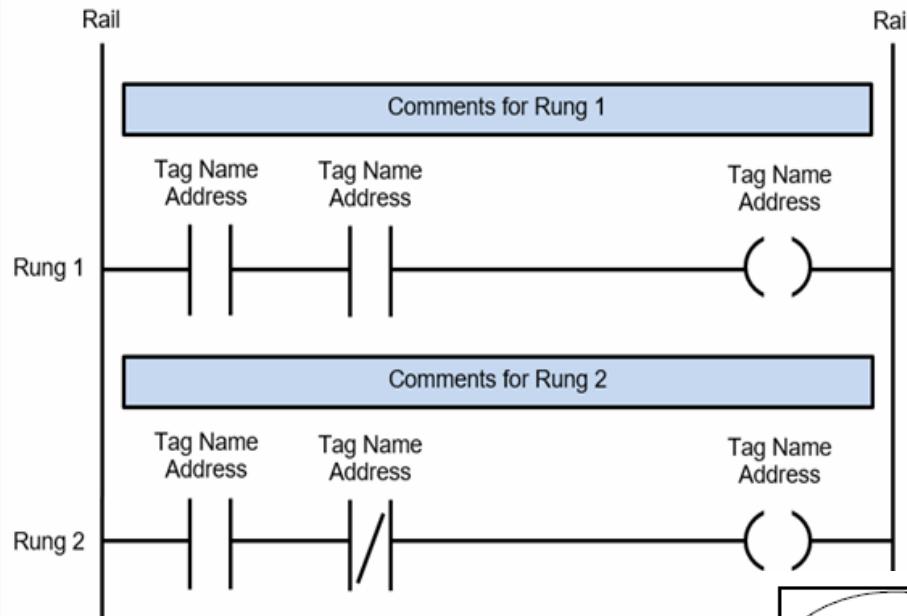 Rail
Rai
Comments for Rung 1
Tag Name
Address
Tag Name
Address
Tag Name
Address
Rung 1
Comments for Rung 2
Tag Name
Address
Tag Name
Address
Tag Name
Address
Rung 2